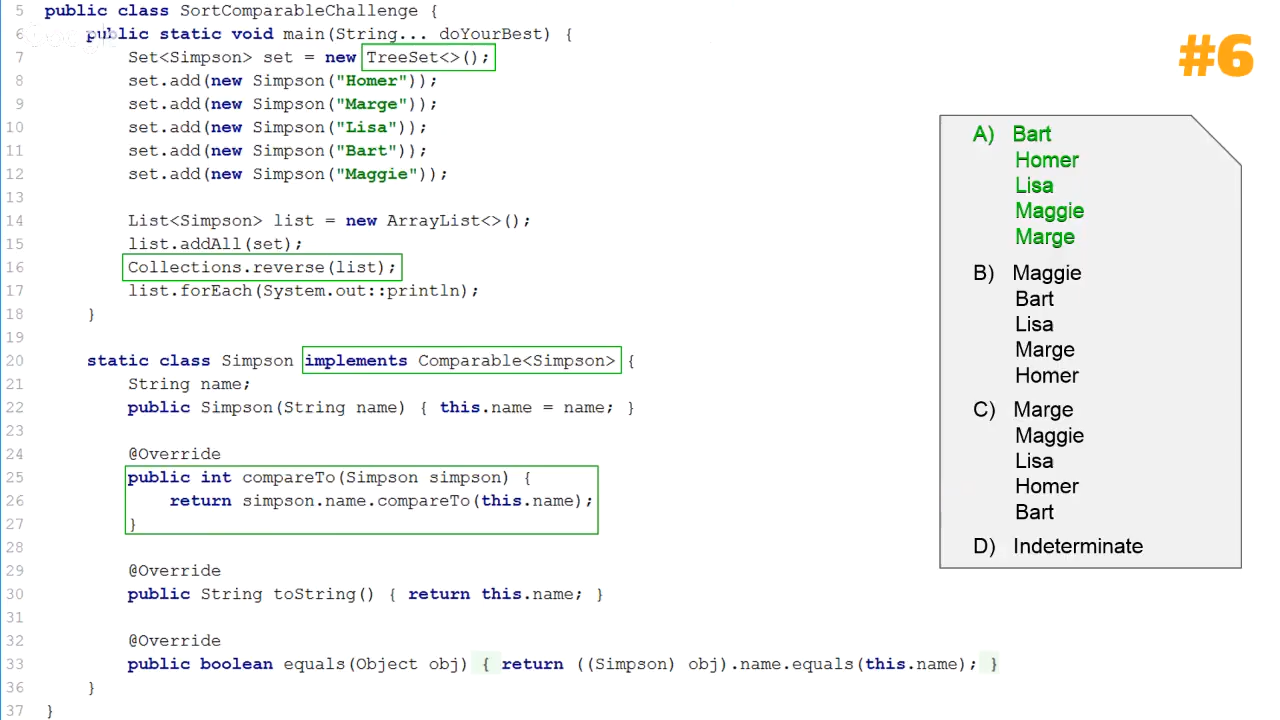 5 public class SortComparableChallenge {
6 public static void main(String... doYourBest) {
7 Set<Simpson> set = new TreeSet<>();
8 set.add(new Simpson("Homer"));
9 set.add(new Simpson("Marge"));
10 set.add(new Simpson("Lisa"));
11 set.add(new Simpson("Bart"));
12 set.add(new Simpson("Maggie"));
13
14 List<Simpson> list = new ArrayList<>();
15 list.addAll(set);
16 Collections.reverse(list);
17 list.forEach(System.out::println);
18 }
19
20 static class Simpson implements Comparable<Simpson> {
21 String name;
22 public Simpson(String name) { this.name = name; }
23
24 @Override
25 public int compareTo(Simpson simpson) {
26 return simpson.name.compareTo(this.name);
27 }
28
29 @Override
30 public String toString() { return this.name; }
31
32 @Override
33 public boolean equals(Object obj) { return ((Simpson) obj).name.equals(this.name); }
36 }
37 }
#6
A) Bart
Homer
Lisa
Maggie
Marge
B) Maggie
Bart
Lisa
Marge
Homer
C) Marge
Maggie
Lisa
Homer
Bart
D) Indeterminate